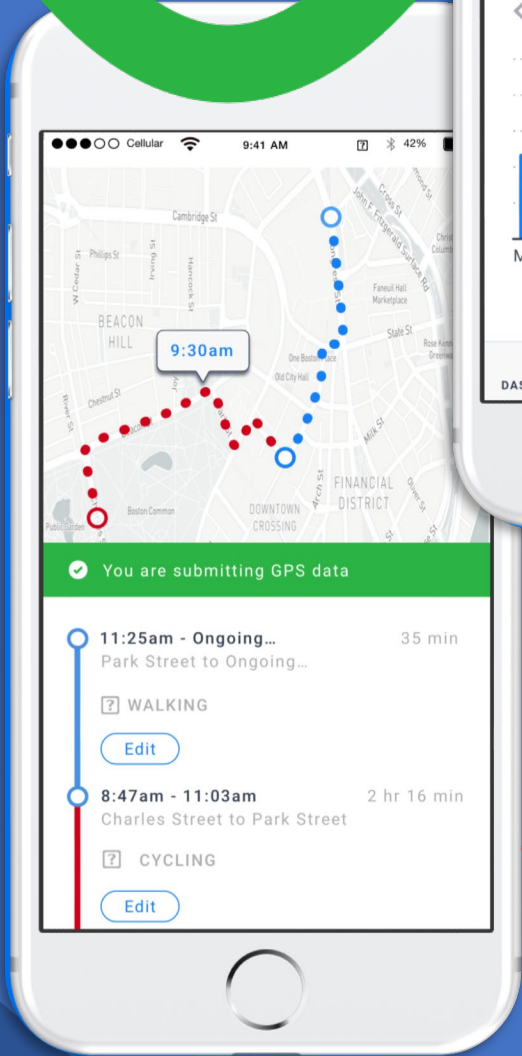 Cellular 9:41 AM 42%
Cross St
John F. Fitzgerald Surface Rd
Cambridge St
Phillips St
Irving St
Hancock St
W Cedar St
Faneuil Hall
Marketplace
BEACON
HILL
9:30am
State St
One Boston Place
Old City Hall
Chestnut St
River St
Milk St
Arch St
FINANCIAL
DISTRICT
Oliver St
DOWNTOWN
CROSSING
Boston Common
Public Garden
You are submitting GPS data
11:25am - Ongoing... 35 min
Park Street to Ongoing...
WALKING
Edit
8:47am - 11:03am 2 hr 16 min
Charles Street to Park Street
CYCLING
Edit